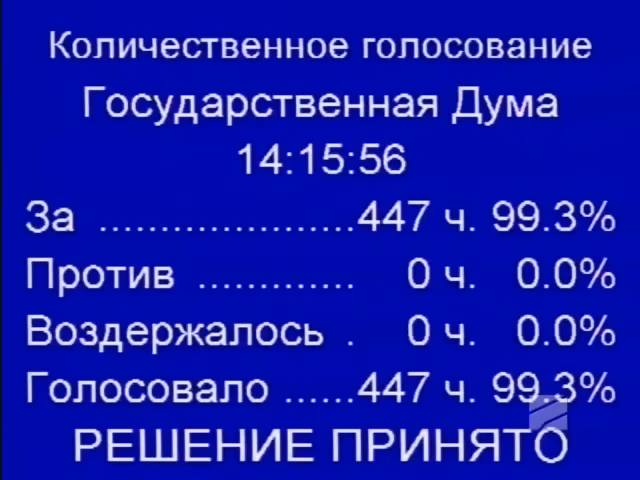 Количественное голосование
Государственная Дума
14:15:56
За .....................447 ч. 99.3%
Против ............. 0 ч. 0.0%
Воздержалось . 0 ч. 0.0%
Голосовало ......447 ч. 99.3%
РЕШЕНИЕ ПРИНЯТО